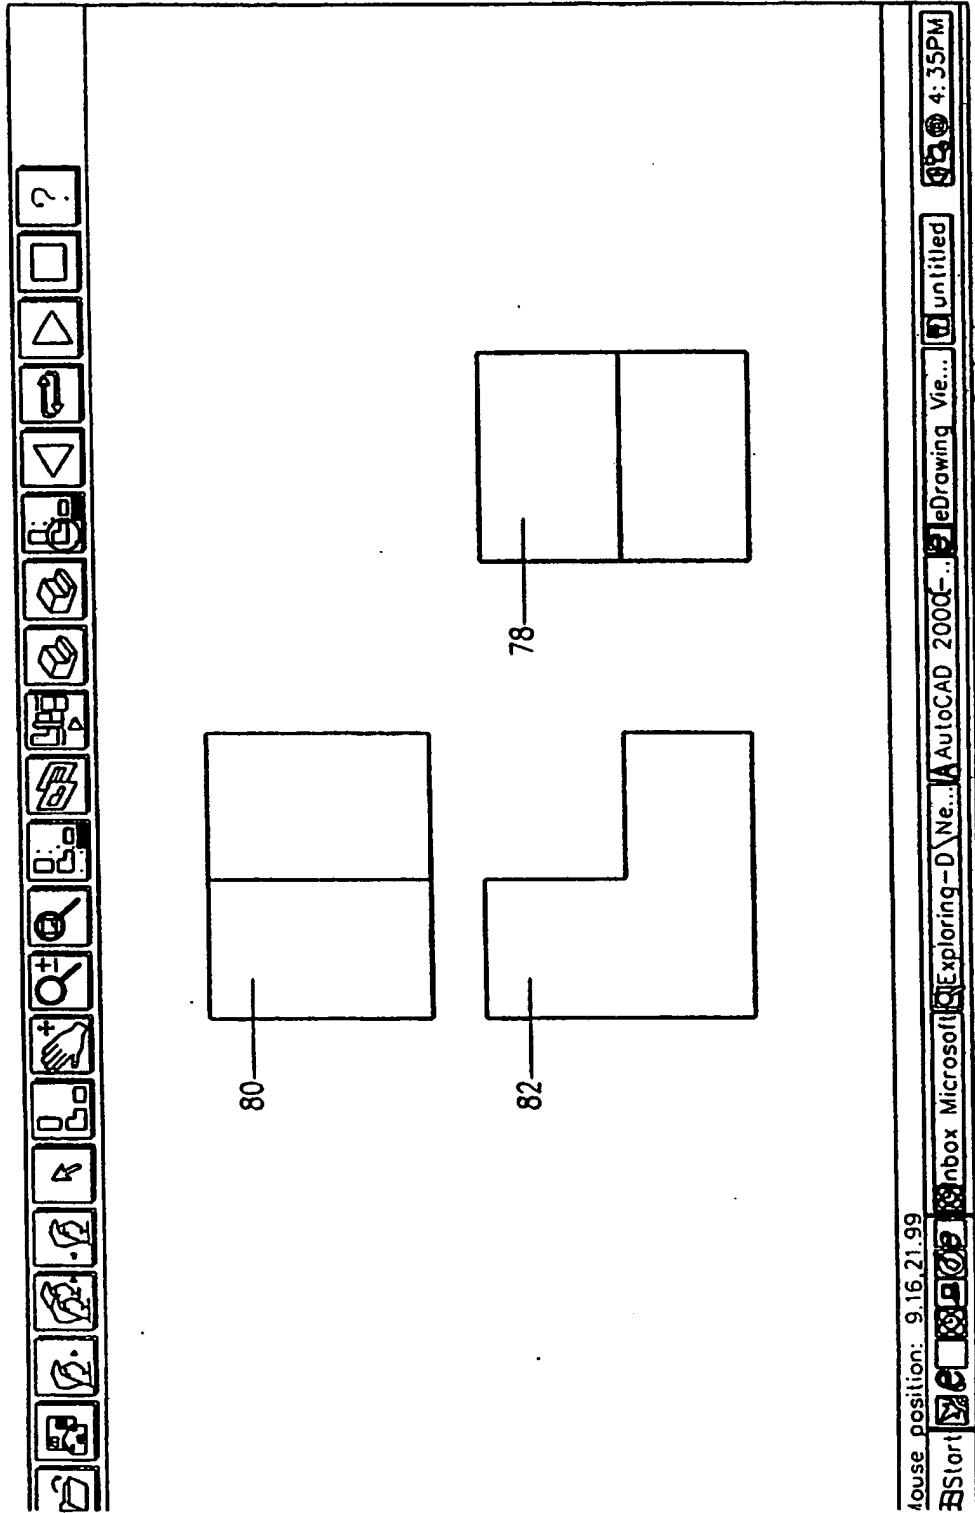 ?
80
82
78
Mouse position: 9.16,21.99
Start Inbox Microsoft Exploring-D\Ne... AutoCAD 2000-... eDrawing Vie... untitled 4:35PM